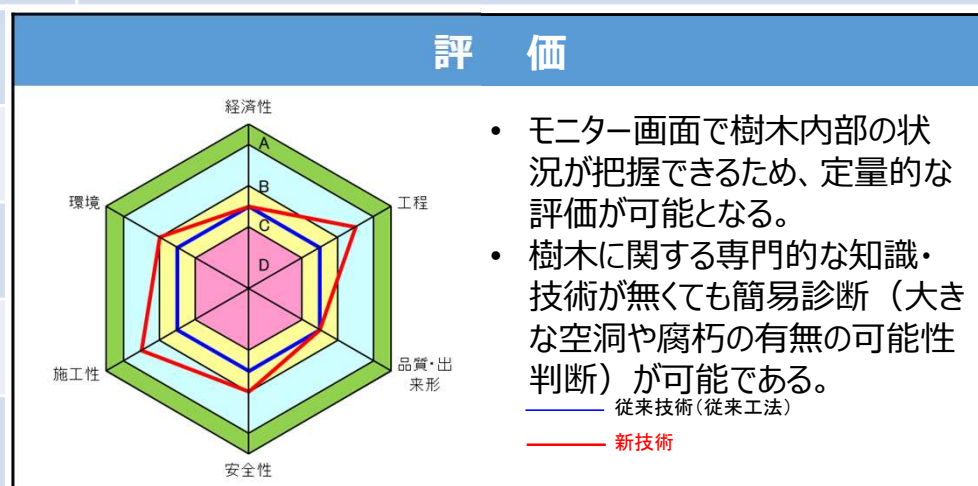 評 価
経済性
A
B
C
D
環境
工程
施工性
品質・出
来形
安全性
• モニター画面で樹木内部の状
況が把握できるため、定量的な
評価が可能となる。
• 樹木に関する専門的な知識・
技術が無くても簡易診断（大き
な空洞や腐朽の有無の可能性
判断）が可能である。
従来技術(従来工法)
新技術